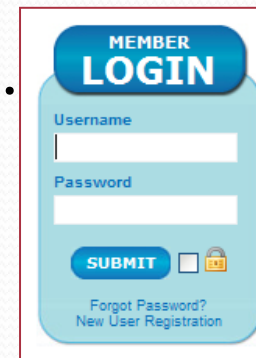 MEMBER
LOGIN
Username
Password
SUBMIT
Forgot Password?
New User Registration